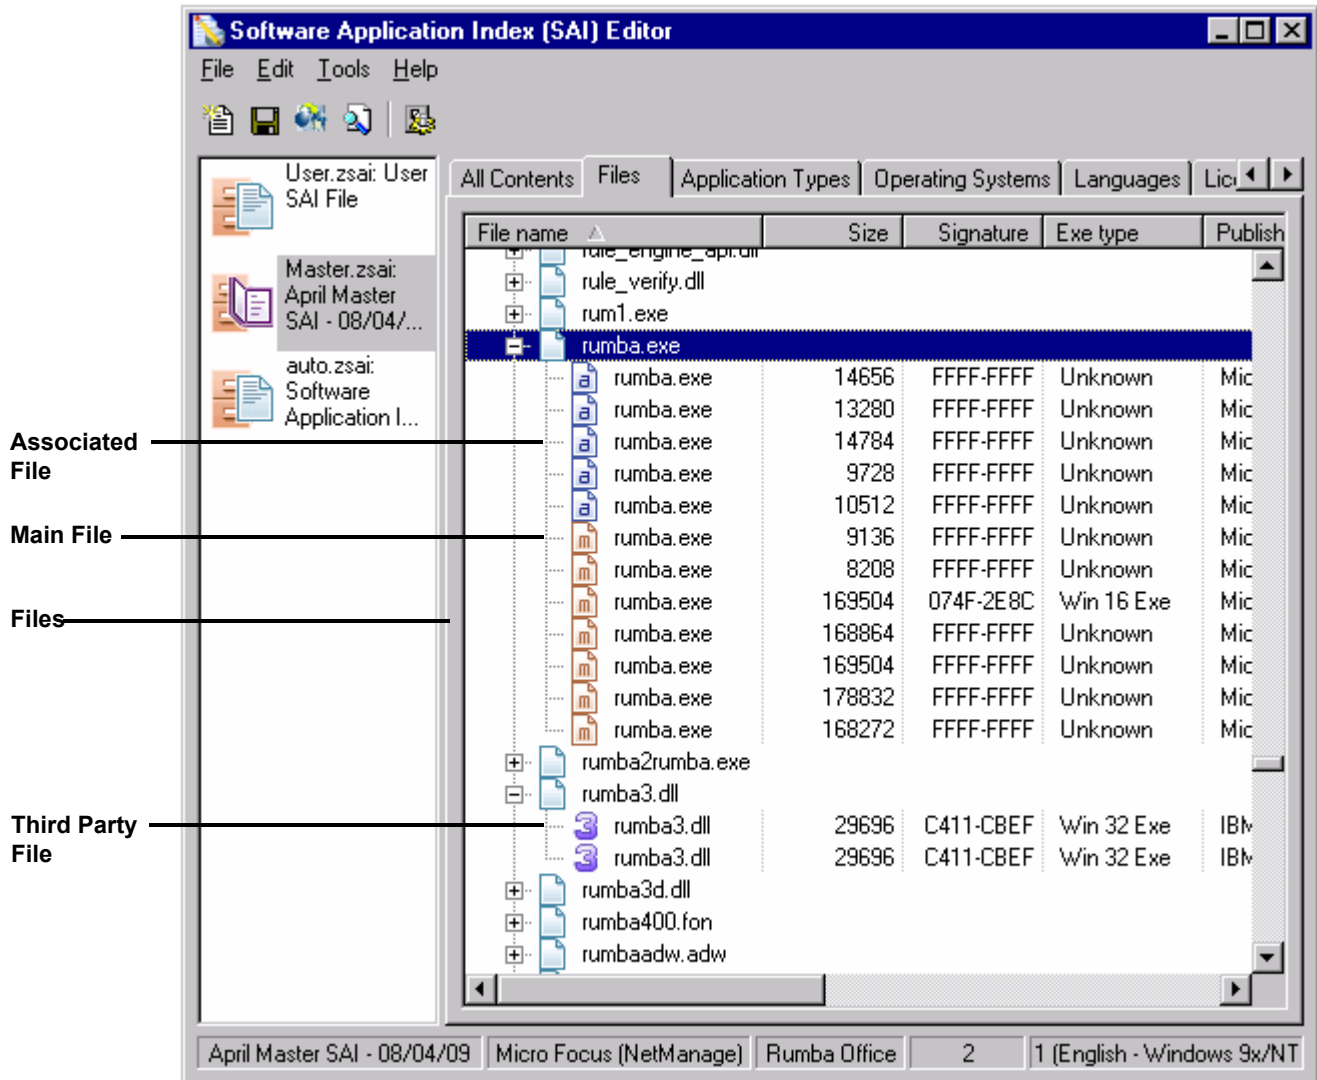 Software Application Index (SAI) Editor
File Edit Tools Help
User.zsai: User
SAI File
Master.zsai:
April Master
SAI - 08/04/...
auto.zsai:
Software
Application I...
All Contents Files Application Types Operating Systems Languages Lic
File name Size Signature Exe type Publish
rule_engine_api.dll
rule_verify.dll
rum1.exe
rumba.exe
a rumba.exe 14656 FFFF-FFFF Unknown Mic
a rumba.exe 13280 FFFF-FFFF Unknown Mic
a rumba.exe 14784 FFFF-FFFF Unknown Mic
a rumba.exe 9728 FFFF-FFFF Unknown Mic
a rumba.exe 10512 FFFF-FFFF Unknown Mic
m rumba.exe 9136 FFFF-FFFF Unknown Mic
m rumba.exe 8208 FFFF-FFFF Unknown Mic
m rumba.exe 169504 074F-2E8C Win 16 Exe Mic
m rumba.exe 168864 FFFF-FFFF Unknown Mic
m rumba.exe 169504 FFFF-FFFF Unknown Mic
m rumba.exe 178832 FFFF-FFFF Unknown Mic
m rumba.exe 168272 FFFF-FFFF Unknown Mic
rumba2rumba.exe
rumba3.dll
3 rumba3.dll 29696 C411-CBEF Win 32 Exe IBM
3 rumba3.dll 29696 C411-CBEF Win 32 Exe IBM
rumba3d.dll
rumba400.fon
rumbaadw.adw
Associated
File
Main File
Files
Third Party
File
April Master SAI - 08/04/09 Micro Focus (NetManage) Rumba Office 2 1 (English - Windows 9x/NT